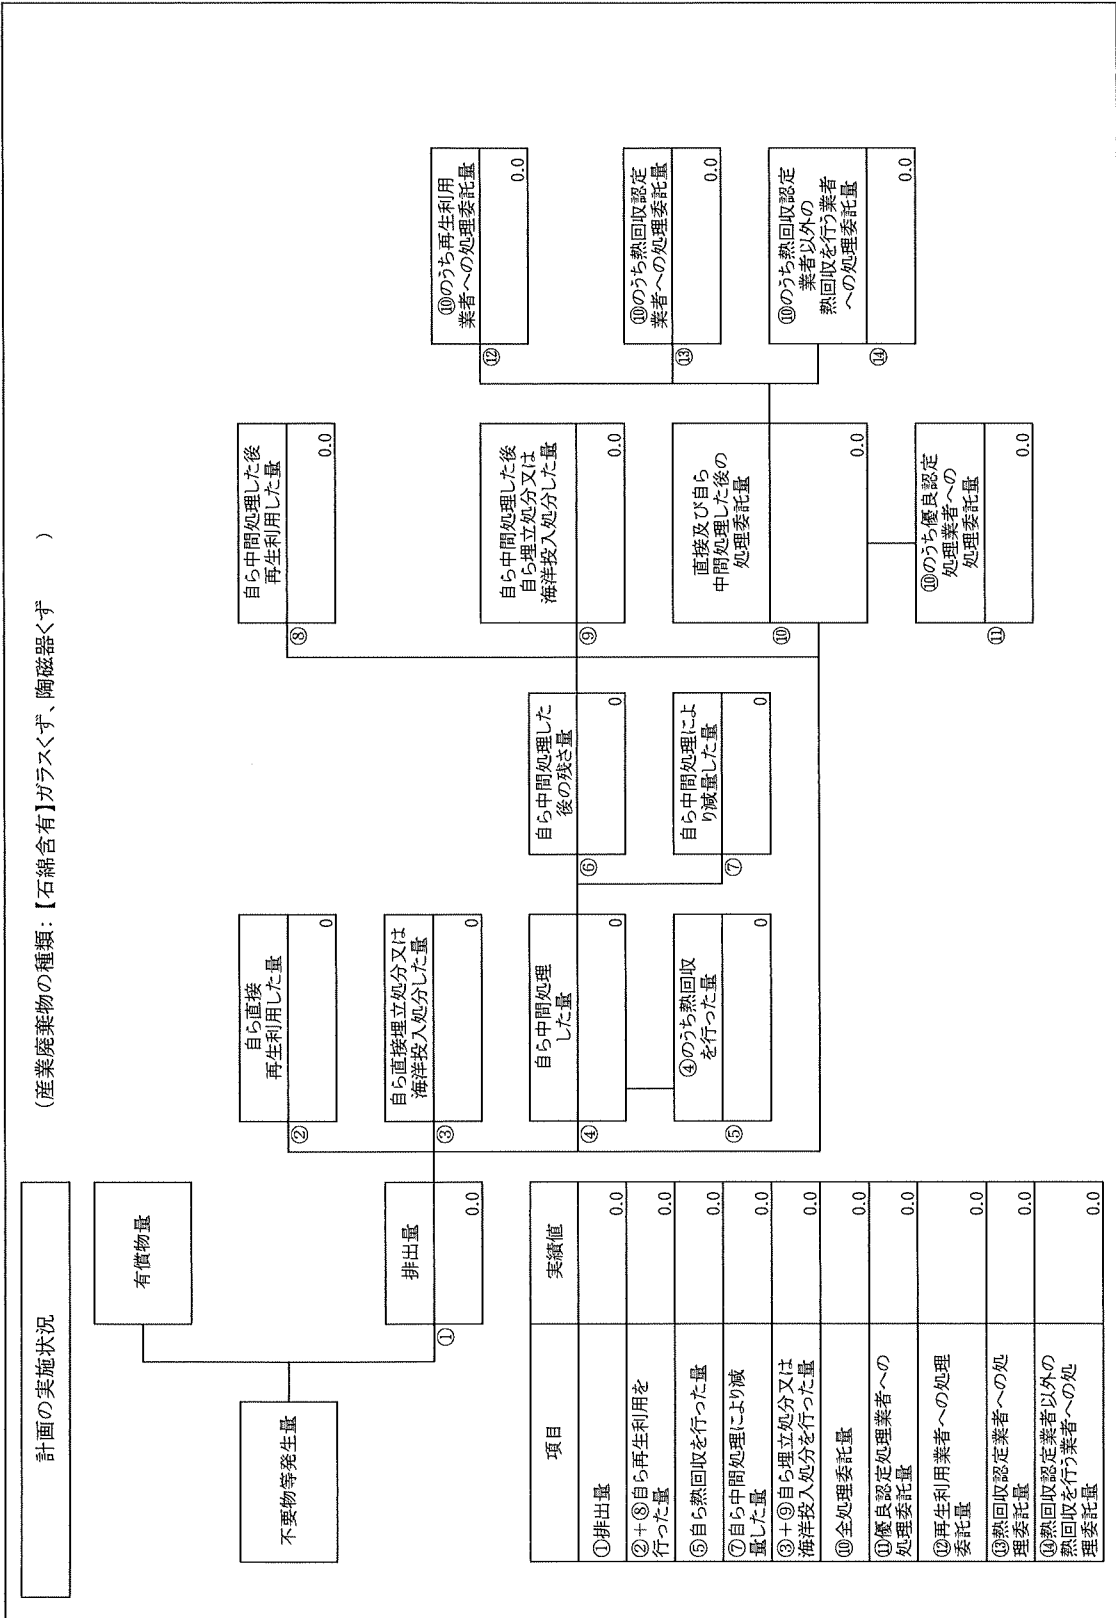 計画の実施状況
(産業廃棄物の種類:【石綿含有】ガラスくず、陶磁器くず　　)
不要物等発生量
有償物量
①
排出量
0.0
②
自ら直接
再生利用した量
0
③
自ら直接埋立処分又は
海洋投入処分した量
0
④
自ら中間処理
した量
0
⑤
④のうち熱回収
を行った量
0
⑥
自ら中間処理した
後の残さ量
0
⑦
自ら中間処理によ
り減量した量
0
⑧
自ら中間処理した後
再生利用した量
0.0
⑨
自ら中間処理した後
自ら埋立処分又は
海洋投入処分した量
0.0
⑩
直接及び自ら
中間処理した後の
処理委託量
0.0
⑪
⑩のうち優良認定
処理業者への
処理委託量
0.0
⑫
⑩のうち再生利用
業者への処理委託量
0.0
⑬
⑩のうち熱回収認定
業者への処理委託量
0.0
⑭
⑩のうち熱回収認定
業者以外の
熱回収を行う業者
への処理委託量
0.0
項目　実績値
①排出量　0.0
②+⑧自ら再生利用を
行った量　0.0
⑤自ら熱回収を行った量　0.0
⑦自ら中間処理により減
量した量　0.0
③+⑨自ら埋立処分又は
海洋投入処分を行った量　0.0
⑩全処理委託量　0.0
⑪優良認定処理業者への
処理委託量　0.0
⑫再生利用業者への処理
委託量　0.0
⑬熱回収認定業者への処
理委託量　0.0
⑭熱回収認定業者以外の
熱回収を行う業者への処
理委託量　0.0